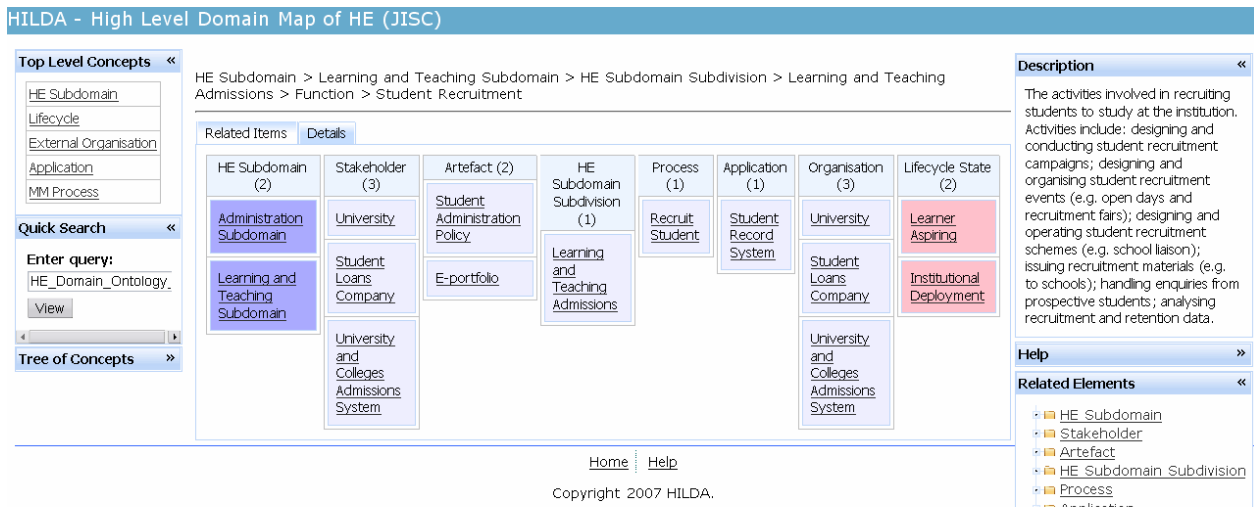 HILDA - High Level Domain Map of HE (JISC)
Top Level Concepts «
HE Subdomain
Lifecycle
External Organisation
Application
MM Process
Quick Search «
Enter query:
HE_Domain_Ontology_
View
Tree of Concepts »
HE Subdomain > Learning and Teaching Subdomain > HE Subdomain Subdivision > Learning and Teaching
Admissions > Function > Student Recruitment
Related Items Details
HE Subdomain
(2)
Administration
Subdomain
Learning and
Teaching
Subdomain
Stakeholder
(3)
University
Student
Loans
Company
University
and
Colleges
Admissions
System
Artefact (2)
Student
Administration
Policy
E-portfolio
HE
Subdomain
Subdivision
(1)
Learning
and
Teaching
Admissions
Process
(1)
Recruit
Student
Application
(1)
Student
Record
System
Organisation
(3)
University
Student
Loans
Company
University
and
Colleges
Admissions
System
Lifecycle State
(2)
Learner
Aspiring
Institutional
Deployment
Home Help
Copyright 2007 HILDA.
Description «
The activities involved in recruiting
students to study at the institution.
Activities include: designing and
conducting student recruitment
campaigns; designing and
organising student recruitment
events (e.g. open days and
recruitment fairs); designing and
operating student recruitment
schemes (e.g. school liaison);
issuing recruitment materials (e.g.
to schools); handling enquiries from
prospective students; analysing
recruitment and retention data.
Help »
Related Elements «
HE Subdomain
Stakeholder
Artefact
HE Subdomain Subdivision
Process
Application